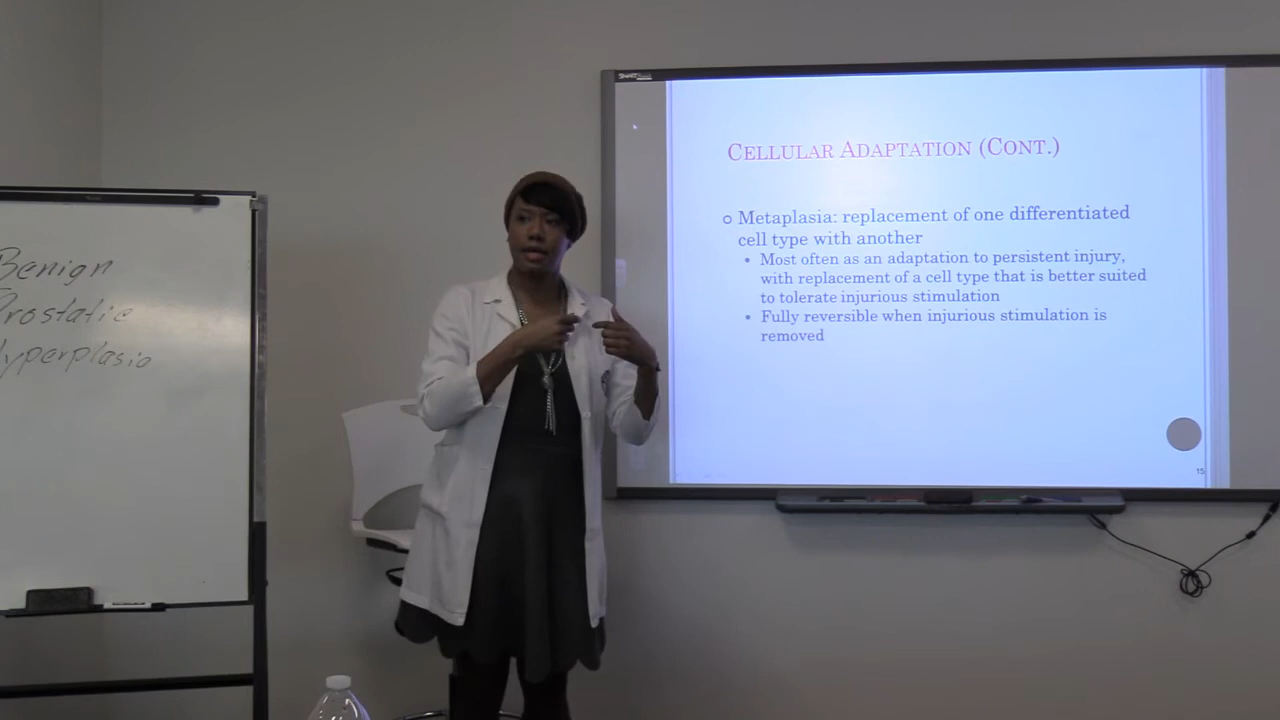 Benign
Prostatic
Hyperplasia
SMART
CELLULAR ADAPTATION (CONT.)
Metaplasia: replacement of one differentiated
cell type with another
Most often as an adaptation to persistent injury,
with replacement of a cell type that is better suited
to tolerate injurious stimulation
Fully reversible when injurious stimulation is
removed
15